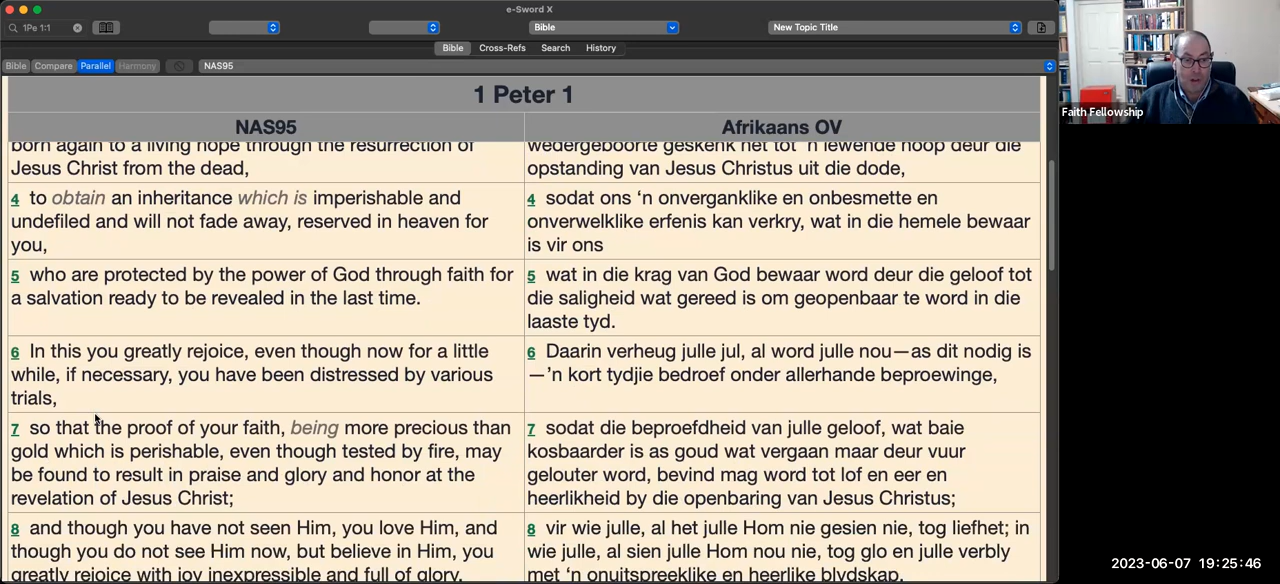 e-Sword X
1Pe 1:1
Bible
New Topic Title
Bible
Cross-Refs
Search
History
Bible
Compare
Parallel
Harmony
NAS95
1 Peter 1
NAS95
born again to a living hope through the resurrection of
Jesus Christ from the dead,
4 to obtain an inheritance which is imperishable and
undefiled and will not fade away, reserved in heaven for
you,
5 who are protected by the power of God through faith for
a salvation ready to be revealed in the last time.
6 In this you greatly rejoice, even though now for a little
while, if necessary, you have been distressed by various
trials,
7 so that the proof of your faith, being more precious than
gold which is perishable, even though tested by fire, may
be found to result in praise and glory and honor at the
revelation of Jesus Christ;
8 and though you have not seen Him, you love Him, and
though you do not see Him now, but believe in Him, you
greatly rejoice with joy inexpressible and full of glory.
Afrikaans OV
wedergeboorte geskenk het tot 'n lewende hoop deur die
opstanding van Jesus Christus uit die dode,
4 sodat ons ‘n onverganklike en onbesmette en
onverwelklike erfenis kan verkry, wat in die hemele bewaar
is vir ons
5 wat in die krag van God bewaar word deur die geloof tot
die saligheid wat gereed is om geopenbaar te word in die
laaste tyd.
6 Daarin verheug julle jul, al word julle nou—as dit nodig is
—’n kort tydjie bedroef onder allerhande beproewinge,
7 sodat die beproefdheid van julle geloof, wat baie
kosbaarder is as goud wat vergaan maar deur vuur
gelouter word, bevind mag word tot lof en eer en
heerlikheid by die openbaring van Jesus Christus;
8 vir wie julle, al het julle Hom nie gesien nie, tog liefhet; in
wie julle, al sien julle Hom nou nie, tog glo en julle verbly
met ‘n onuitspreeklike en heerlike blydskap,
Faith Fellowship
2023-06-07 19:25:46